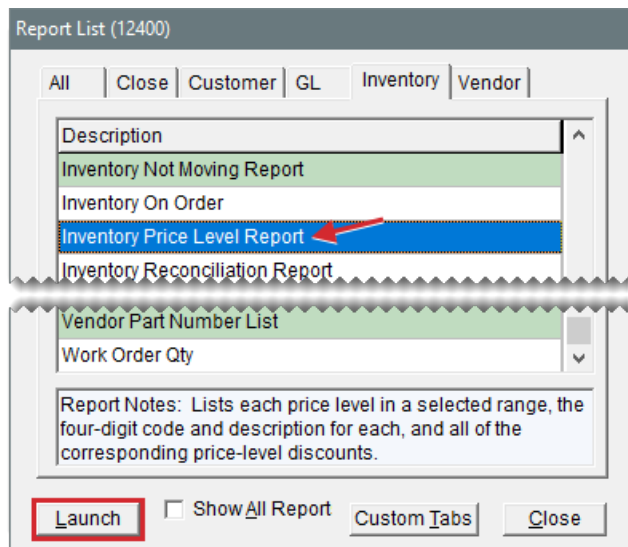 Report List (12400)
All Close Customer GL Inventory Vendor
Description
Inventory Not Moving Report
Inventory On Order
Inventory Price Level Report
Inventory Reconciliation Report
Vendor Part Number List
Work Order Qty
Report Notes: Lists each price level in a selected range, the
four-digit code and description for each, and all of the
corresponding price-level discounts.
Launch Show All Report Custom Tabs Close